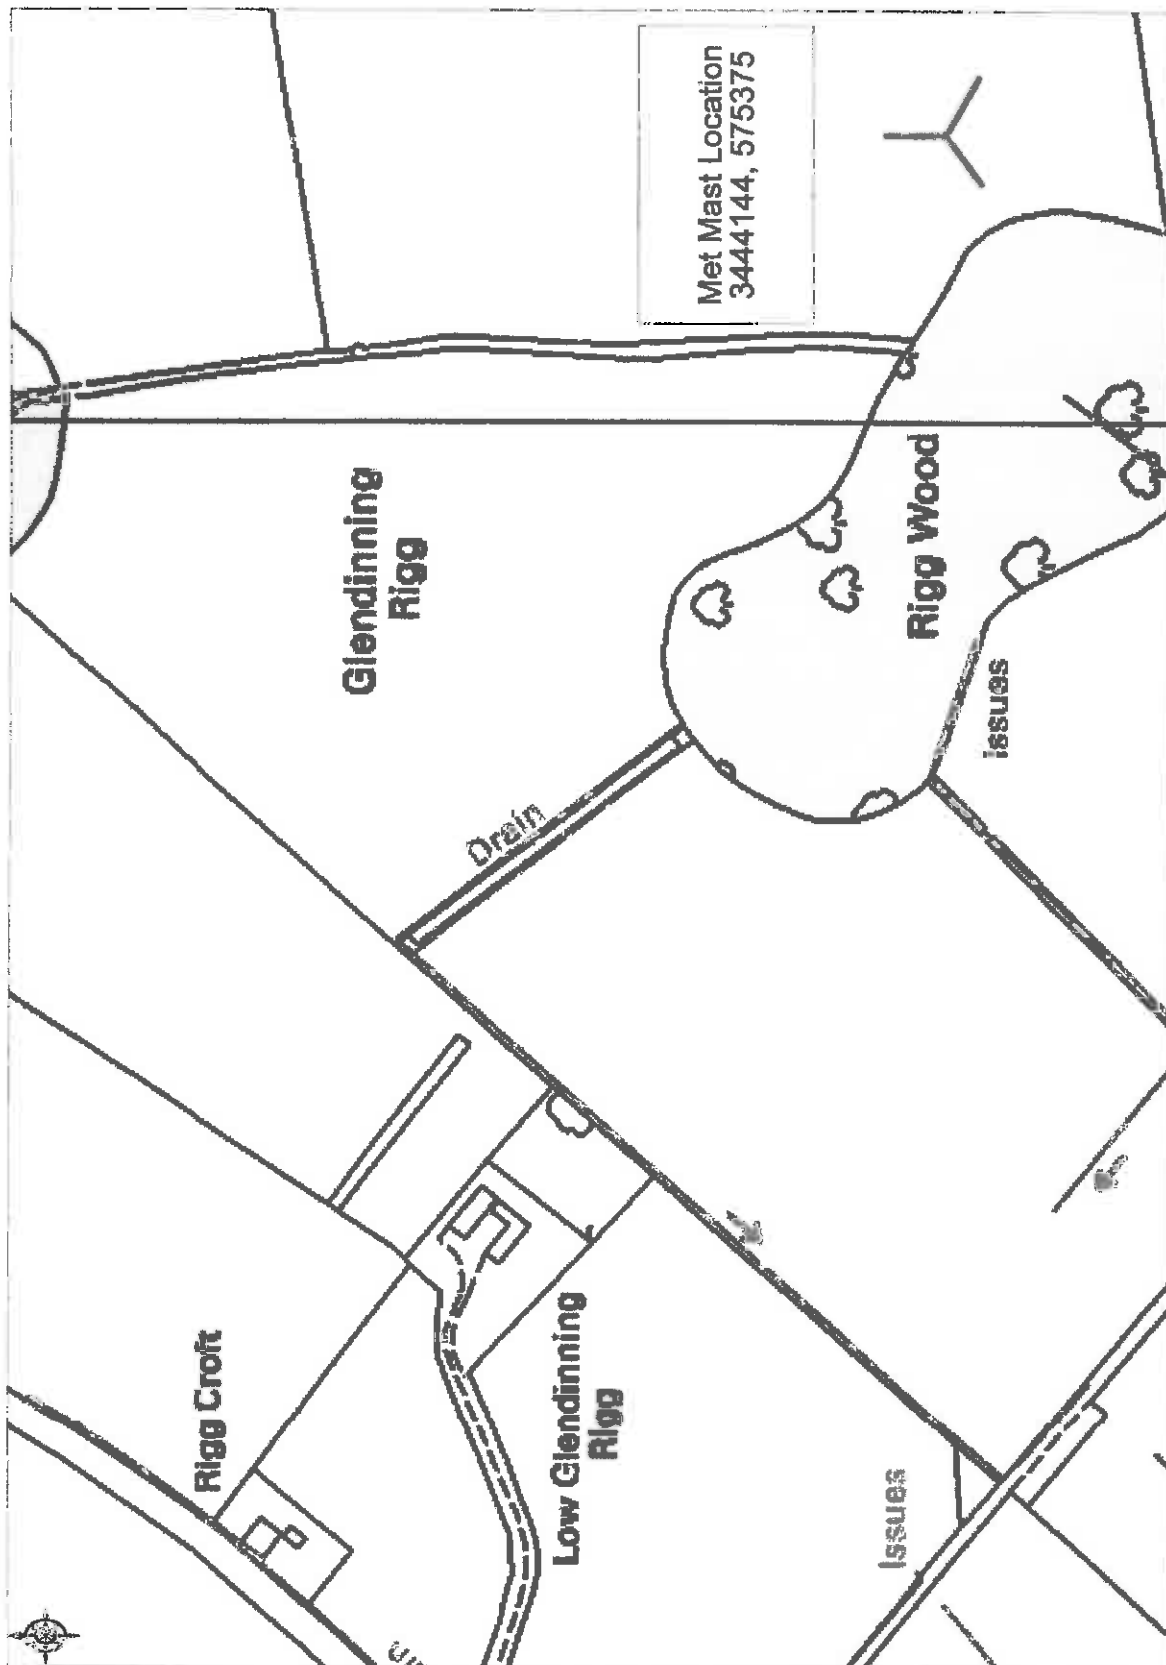 Rigg Croft
Low Glendinning
Rigg
Issues
Drain
Glendinning
Rigg
Rigg Wood
issues
Met Mast Location
3444144, 575375